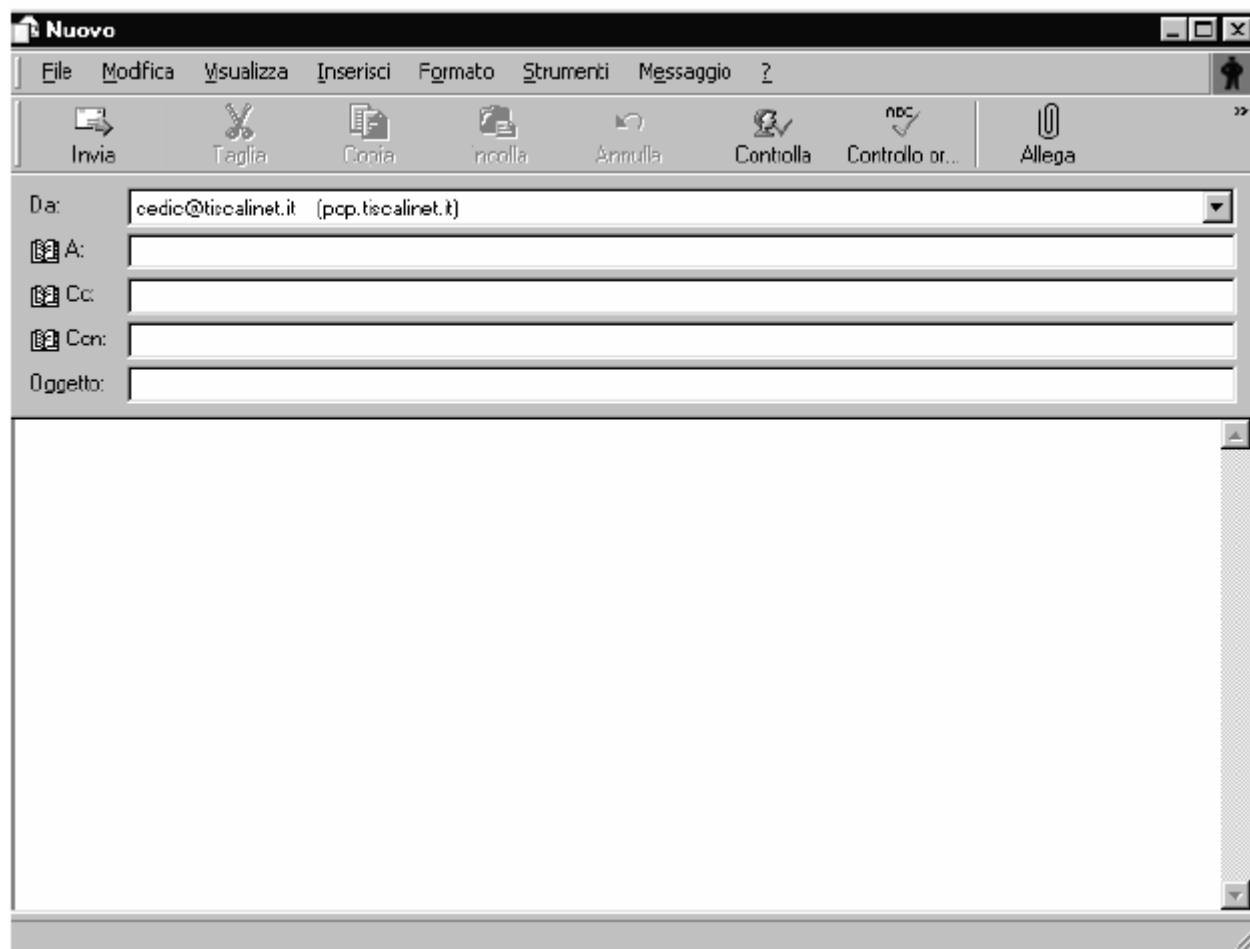 Nuovo
File Modifica Visualizza Inserisci Formato Strumenti Messaggio ?
Invia Taglia Copia Incolla Annulla Controlla Controllo or... Allega
Da: cedic@tiscalinet.it (pop.tiscalinet.it)
A:
Cc:
Ccn:
Oggetto: